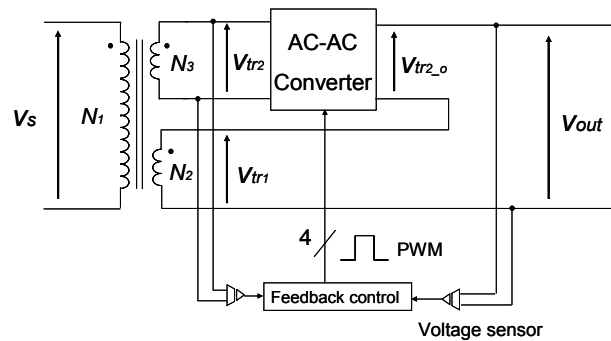 N3
Vtr2
AC-AC
Converter
Vtr2_o
Vs
N1
Vout
N2
Vtr1
4
PWM
Feedback control
Voltage sensor